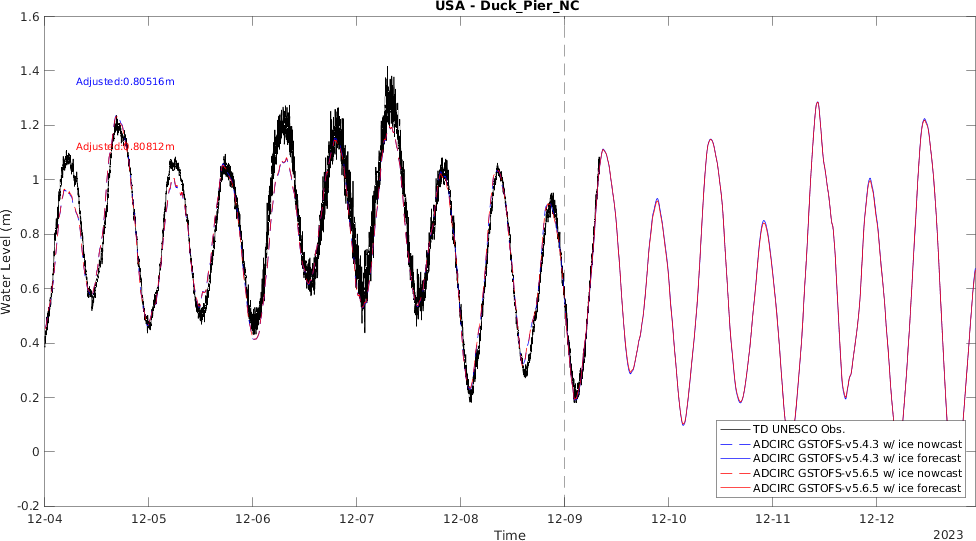 USA - Duck_Pier_NC
1.6
1.4
1.2
1
0.8
0.6
0.4
0.2
0
-0.2
Water Level (m)
Adjusted:0.80516m
Adjusted:0.80812m
TD UNESCO Obs.
ADCIRC GSTOFS-v5.4.3 w/ ice nowcast
ADCIRC GSTOFS-v5.4.3 w/ ice forecast
ADCIRC GSTOFS-v5.6.5 w/ ice nowcast
ADCIRC GSTOFS-v5.6.5 w/ ice forecast
12-04 12-05 12-06 12-07 12-08 12-09 12-10 12-11 12-12
Time
2023